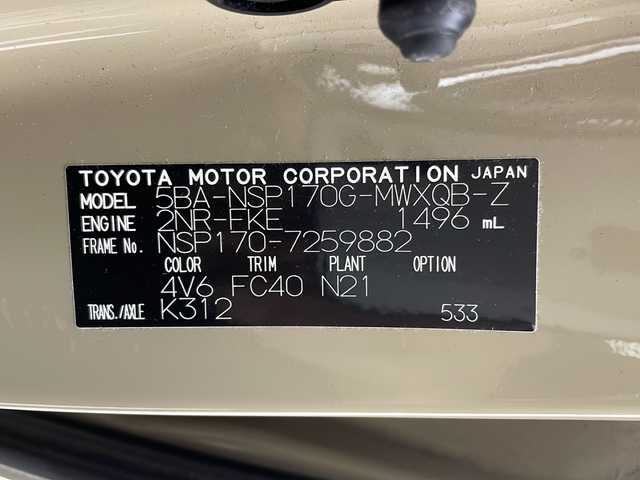 TOYOTA MOTOR CORPORATION JAPAN
MODEL 5BA-NSP170G-MWXQB-Z
ENGINE 2NR-FKE 1496 mL
FRAME No. NSP170-7259882
COLOR TRIM PLANT OPTION
4V6 FC40 N21
TRANS./AXLE K312 533